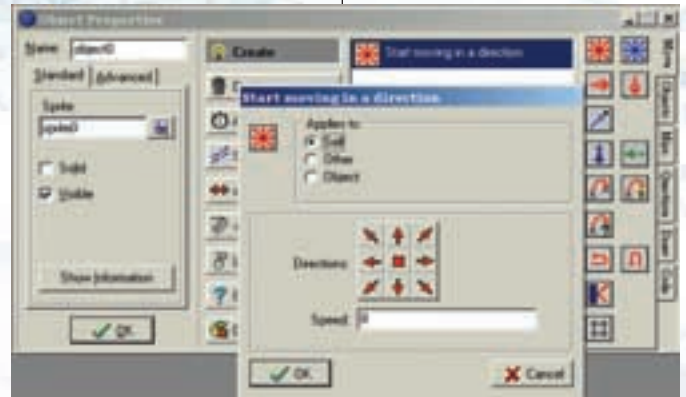 Object Properties
Name: object0
Standard
Advanced
Sprite
sprite0
Solid
Visible
Show Information
OK
Create
Start moving in a direction
Start moving in a direction
Applies to:
Self
Other
Object
Directions:
Speed:
OK
Cancel
Move
Objects
Main
Questions
Draw
Code